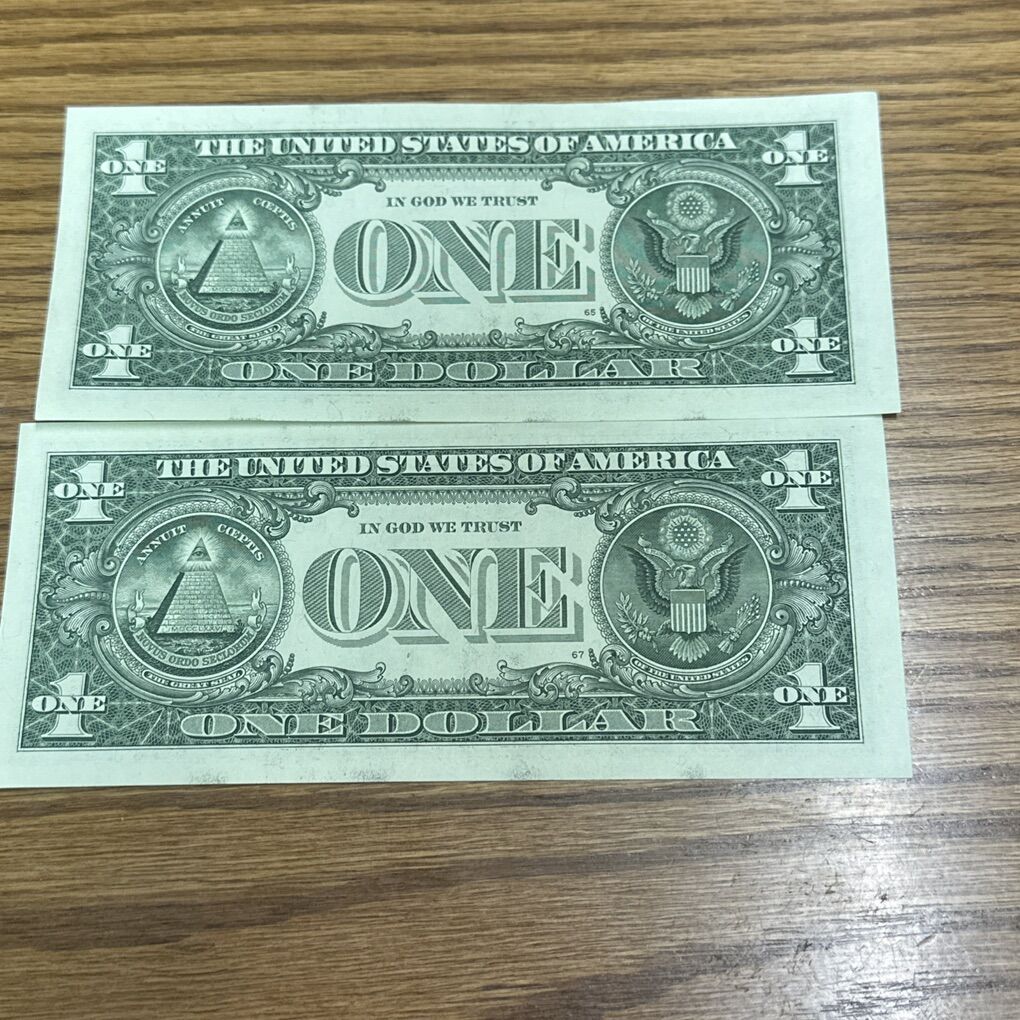 THE UNITED STATES OF AMERICA
ONE 1
ONE 1
ANNUIT CŒPTIS
IN GOD WE TRUST
ONE
NOVUS ORDO SECLORUM
65
THE GREAT SEAL
OF THE UNITED STATES
ONE 1
ONE 1
ONE DOLLAR
THE UNITED STATES OF AMERICA
ONE 1
ONE 1
ANNUIT CŒPTIS
IN GOD WE TRUST
ONE
NOVUS ORDO SECLORUM
67
THE GREAT SEAL
OF THE UNITED STATES
ONE 1
ONE 1
ONE DOLLAR